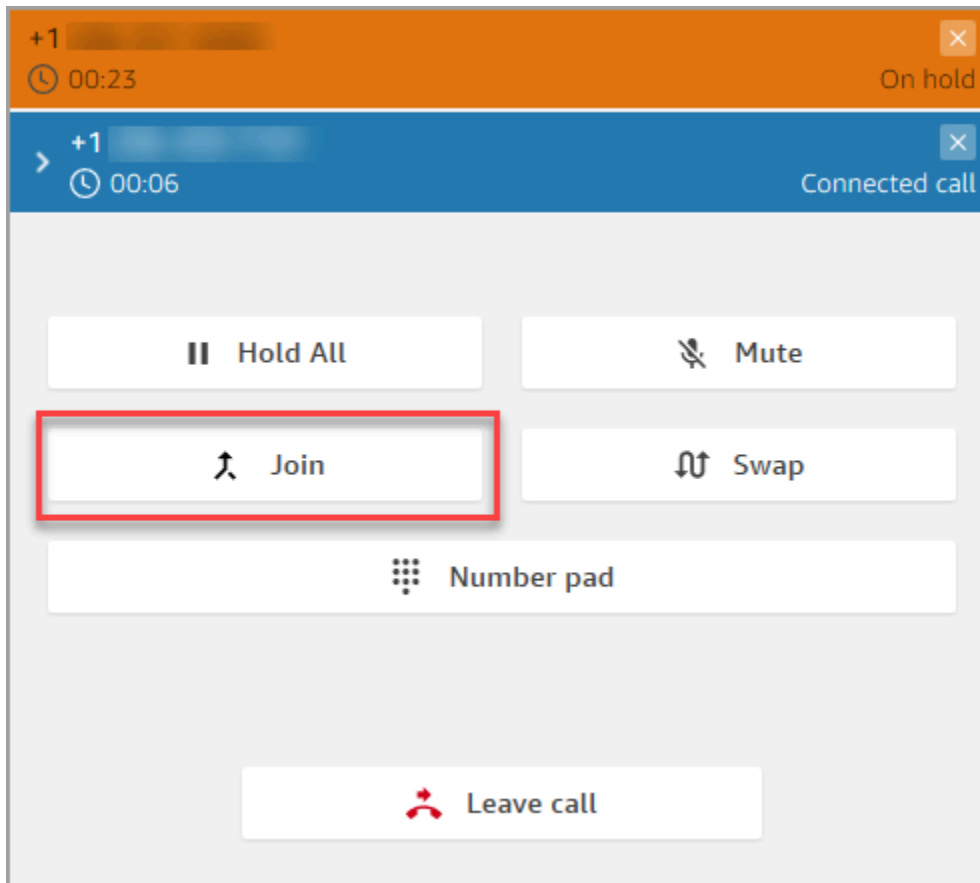 +1
00:23 On hold
+1
00:06 Connected call
Hold All Mute
Join Swap
Number pad
Leave call